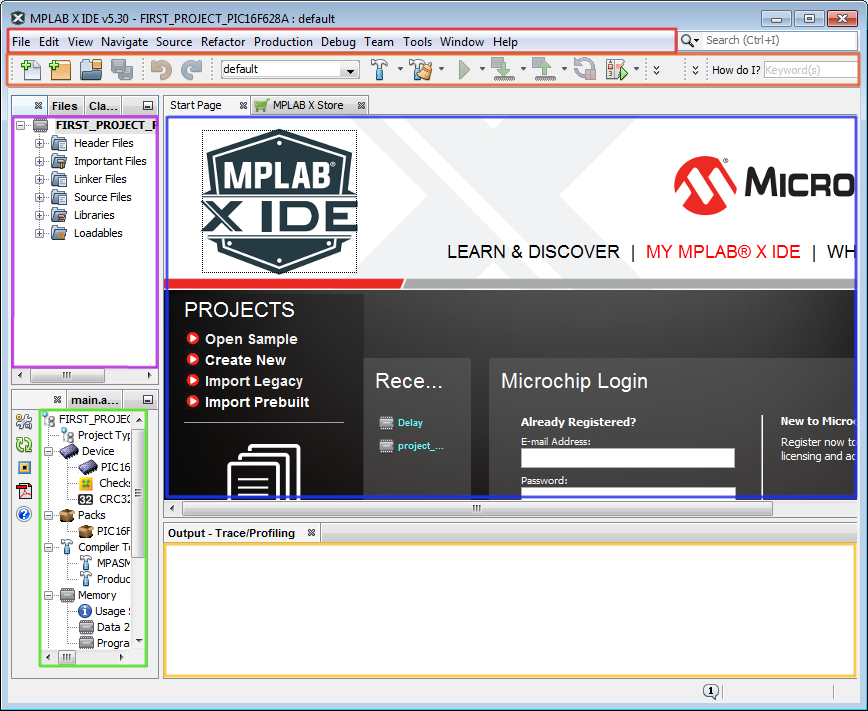 MPLAB X IDE v5.30 - FIRST_PROJECT_PIC16F628A : default
File Edit View Navigate Source Refactor Production Debug Team Tools Window Help
Search (Ctrl+I)
default
How do I? Keyword(s)
Files Cla...
FIRST_PROJECT_F
Header Files
Important Files
Linker Files
Source Files
Libraries
Loadables
Start Page MPLAB X Store
MPLAB®
X IDE
MICRO
LEARN & DISCOVER | MY MPLAB® X IDE | WH
PROJECTS
Open Sample
Create New
Import Legacy
Import Prebuilt
Rece...
Delay
project_...
Microchip Login
Already Registered?
E-mail Address:
Password:
New to Micro
Register now to
licensing and ac
main.a...
FIRST_PROJEC
Project Typ
Device
PIC16
Checks
32 CRC32
Packs
PIC16F
Compiler To
MPASM
Produc
Memory
Usage S
Data 2
Progra
Output - Trace/Profiling
1